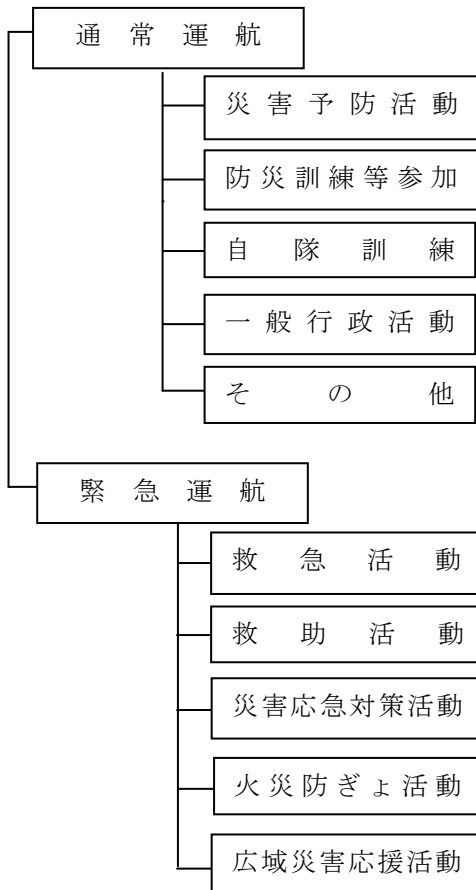 通常運航
災害予防活動
防災訓練等参加
自隊訓練
一般行政活動
その他
緊急運航
救急活動
救助活動
災害応急対策活動
火災防ぎょ活動
広域災害応援活動